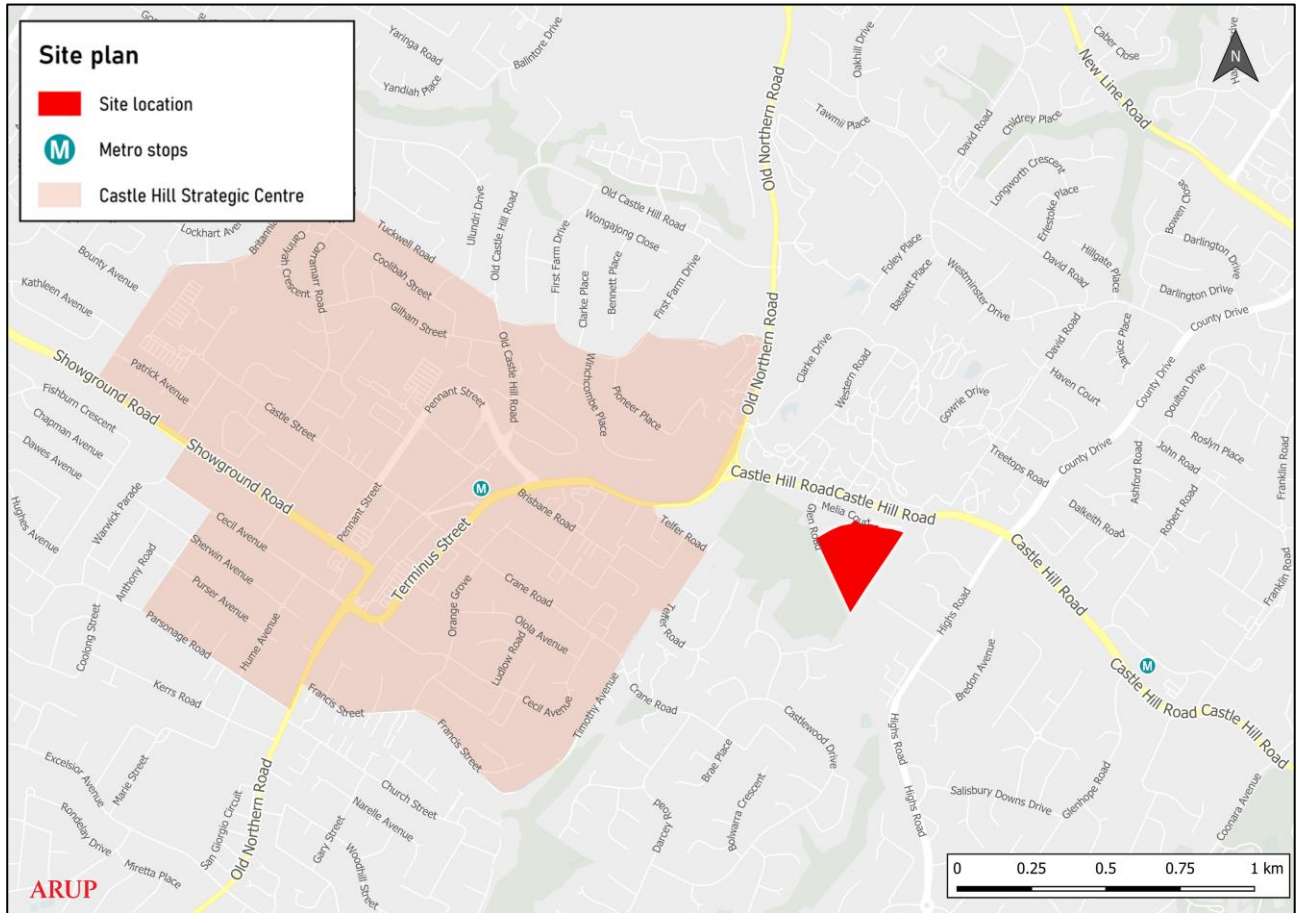 Site plan
Site location
Metro stops
Castle Hill Strategic Centre
N
Yaringa Road
Balintore Drive
Yandiah Place
Oakhill Drive
Caber Close
New Line Road
Tawmii Place
David Road
Childrey Place
Longworth Crescent
Eriestoke Place
Bowen Close
Old Northern Road
Old Castle Hill Road
Wongajong Close
Ulundri Drive
Old Castle Hill Road
First Farm Drive
Clarke Place
Bennett Place
First Farm Drive
Foley Place
Bassett Place
Westminster Drive
David Road
Hillgate Place
Darlington Drive
Darlington Drive
County Drive
Tuckwell Road
Carinyah Crescent
Carramarr Road
Coolibah Street
Gilham Street
Bounty Avenue
Kathleen Avenue
Old Castle Hill Road
Winchcombe Place
Pioneer Place
Old Northern Road
Clarke Drive
Western Road
Gowrie Drive
David Road
Janice Place
Haven Court
County Drive
Doulton Drive
Showground Road
Patrick Avenue
Fishburn Crescent
Chapman Avenue
Dawes Avenue
Castle Street
Pennant Street
Treetops Road
County Drive
Ashford Road
John Road
Roslyn Place
Robert Road
Dalkeith Road
Franklin Road
Showground Road
Hughes Avenue
Warwick Parade
Cecil Avenue
Pennant Street
M
Brisbane Road
Castle Hill Road
Castle Hill Road
Melia Court
Glen Road
Castle Hill Road
Telfer Road
Terminus Street
Sherwin Avenue
Purser Avenue
Hume Avenue
Anthony Road
Parsonage Road
Coolong Street
Kerrs Road
Orange Grove
Crane Road
Olola Avenue
Ludlow Road
Cecil Avenue
Telfer Road
Timothy Avenue
Highs Road
Bredon Avenue
Franklin Road
M
Castle Hill Road
Castle Hill Road
Francis Street
Francis Street
Crane Road
Brae Place
Castlewood Drive
Highs Road
Highs Road
Bolwarra Crescent
Darcey Road
Salisbury Downs Drive
Glenhope Road
Coonara Avenue
Excelsior Avenue
Marie Street
Rondelay Drive
Miretta Place
San Giorgio Circuit
Old Northern Road
Church Street
Narelle Avenue
Gary Street
Woodhill Street
0 0.25 0.5 0.75 1 km
ARUP